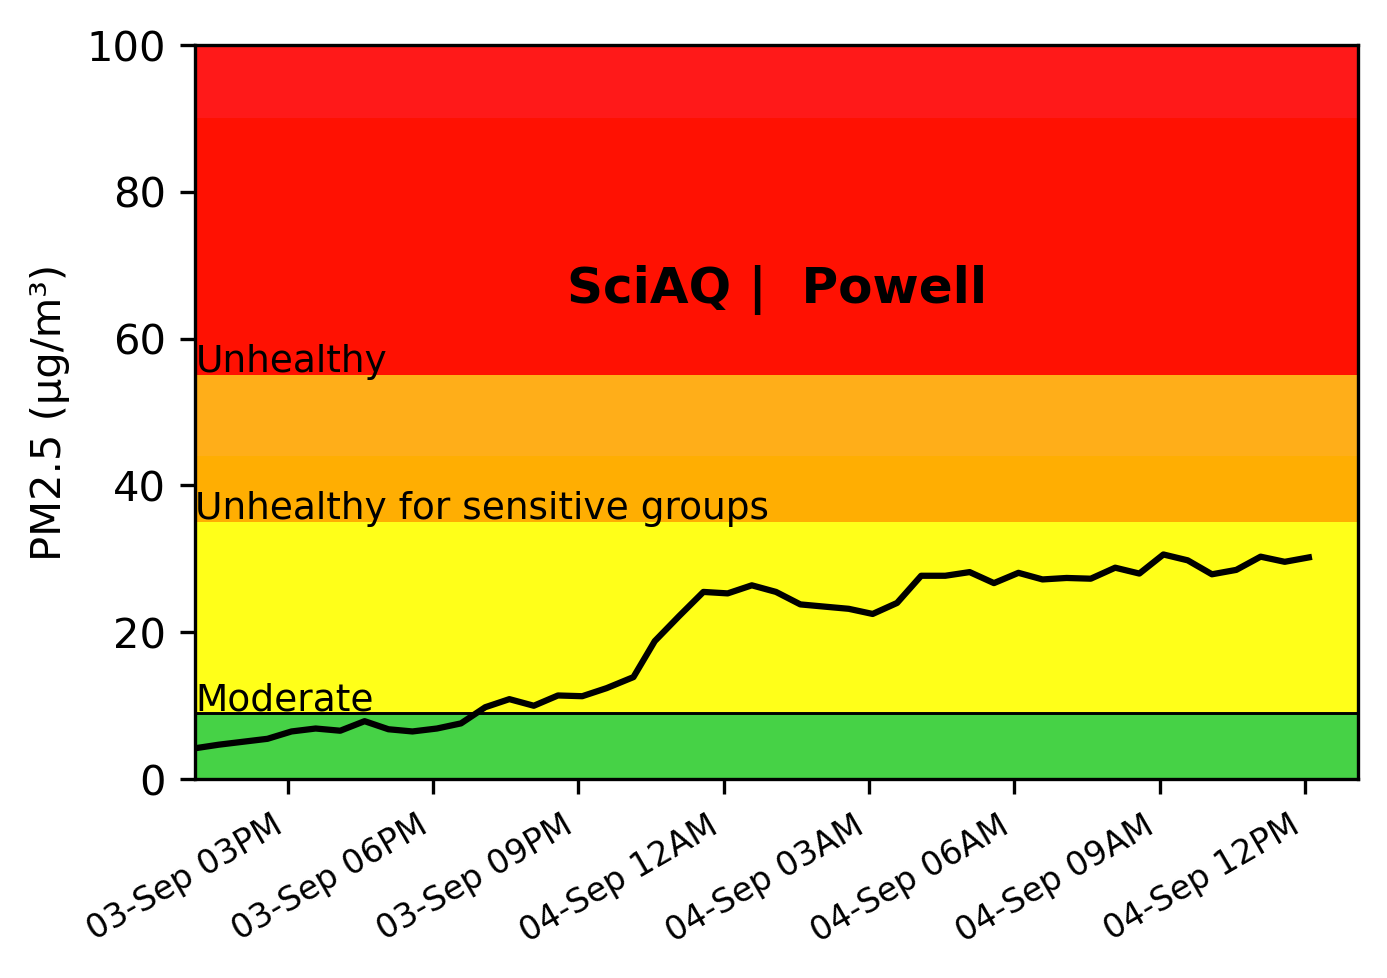 100
80
60
40
20
0
PM2.5 (µg/m³)
SciAQ |  Powell
Unhealthy
Unhealthy for sensitive groups
Moderate
03-Sep 03PM
03-Sep 06PM
03-Sep 09PM
04-Sep 12AM
04-Sep 03AM
04-Sep 06AM
04-Sep 09AM
04-Sep 12PM